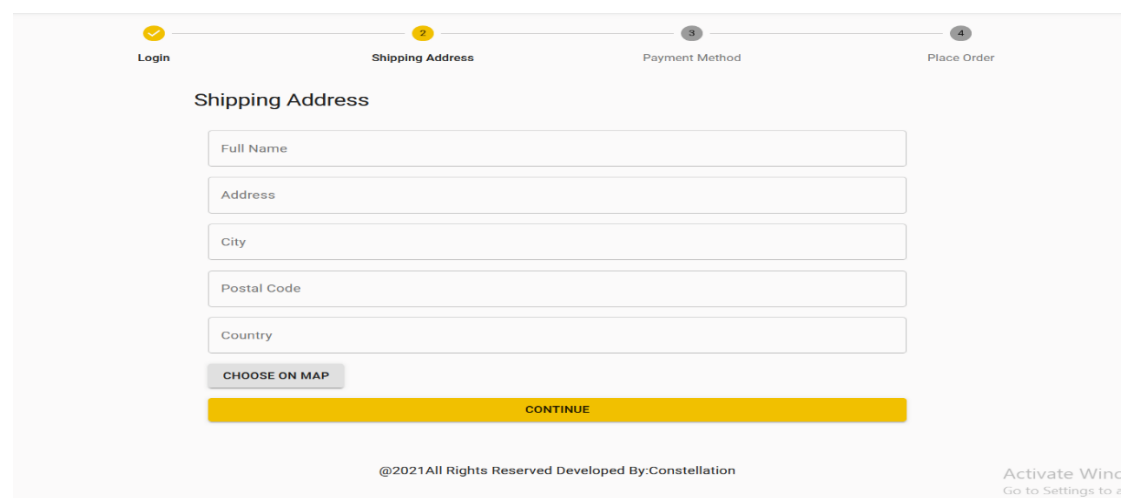 2 3 4
Login Shipping Address Payment Method Place Order
Shipping Address
Full Name
Address
City
Postal Code
Country
CHOOSE ON MAP
CONTINUE
@2021All Rights Reserved Developed By:Constellation
Activate
Go to Settings to